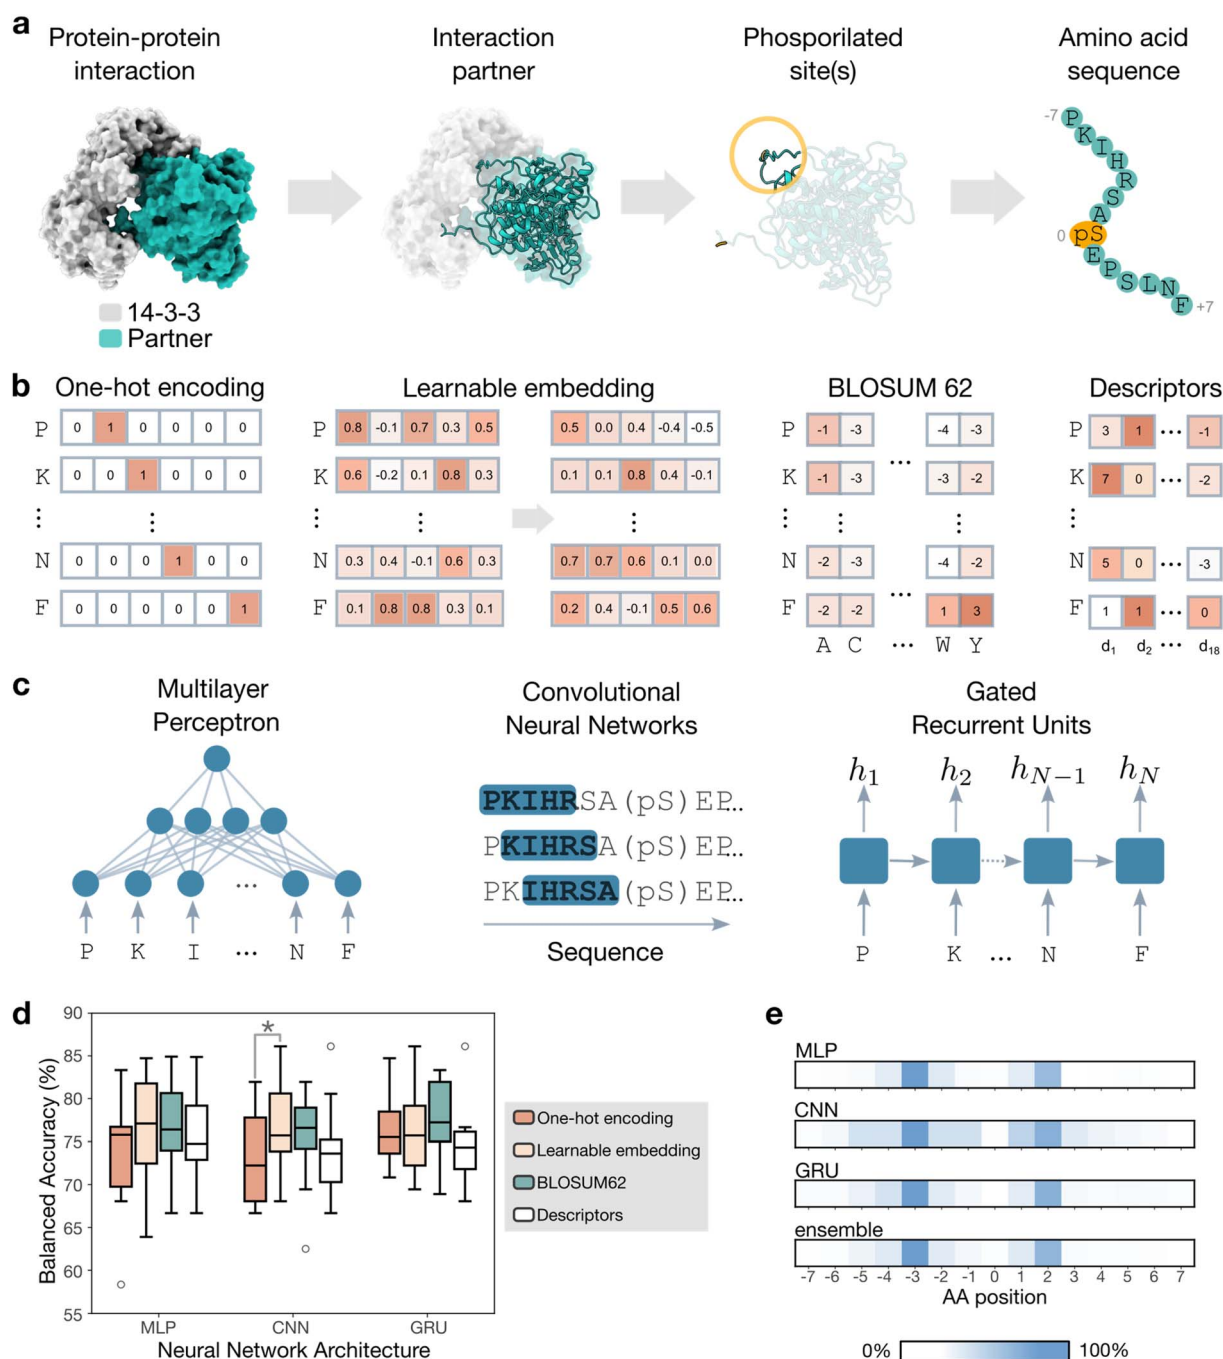 a
Protein-protein
interaction
Interaction
partner
Phosporilated
site(s)
Amino acid
sequence
14-3-3
Partner
-7
P
K
I
H
R
S
A
0
pS
E
P
S
L
N
F
+7
b
One-hot encoding
Learnable embedding
BLOSUM 62
Descriptors
P 0 1 0 0 0 0 P 0.8 -0.1 0.7 0.3 0.5 0.5 0.0 0.4 -0.4 -0.5 P -1 -3 -4 -3 P 3 1 ... -1
K 0 0 1 0 0 0 K 0.6 -0.2 0.1 0.8 0.3 0.1 0.1 0.8 0.4 -0.1 K -1 -3 ... -3 -2 K 7 0 ... -2
N 0 0 0 1 0 0 N 0.3 0.4 -0.1 0.6 0.3 0.7 0.7 0.6 0.1 0.0 N -2 -3 -4 -2 N 5 0 ... -3
F 0 0 0 0 0 1 F 0.1 0.8 0.8 0.3 0.1 0.2 0.4 -0.1 0.5 0.6 F -2 -2 ... 1 3 F 1 1 ... 0
A C ... W Y
d1 d2 ... d18
c
Multilayer
Perceptron
P K I ... N F
Convolutional
Neural Networks
PKIHRSA(pS)EP...
PKIHRSA(pS)EP...
PKIHRSA(pS)EP...
Sequence
Gated
Recurrent Units
h1 h2 hN−1 hN
P K ... N F
d
Balanced Accuracy (%)
90
85
80
75
70
65
60
55
*
MLP CNN GRU
Neural Network Architecture
One-hot encoding
Learnable embedding
BLOSUM62
Descriptors
e
MLP
CNN
GRU
ensemble
-7 -6 -5 -4 -3 -2 -1 0 1 2 3 4 5 6 7
AA position
0% 100%